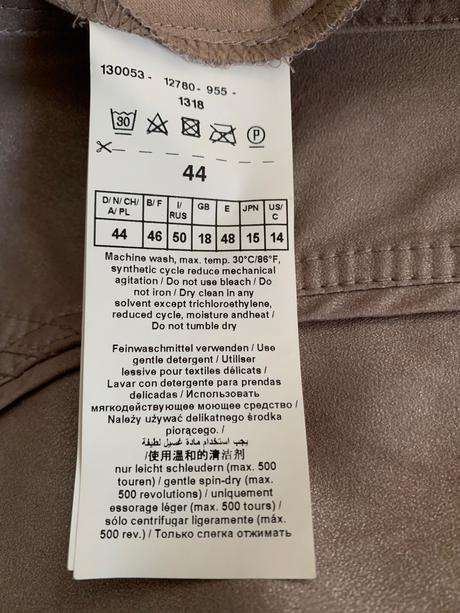 130053 - 12780 - 955 -
1318
30
P
44
D/ N/ CH/ A/ PL B/ F I/ RUS GB E JPN US/ C
44 46 50 18 48 15 14
Machine wash, max. temp. 30°C/86°F,
synthetic cycle reduce mechanical
agitation / Do not use bleach / Do
not iron / Dry clean in any
solvent except trichloroethylene,
reduced cycle, moisture andheat /
Do not tumble dry
Feinwaschmittel verwenden / Use
gentle detergent / Utiliser
lessive pour textiles délicats /
Lavar con detergente para prendas
delicadas / Использовать
мягкодействующее моющее средство /
Należy używać delikatnego środka
piorącego. /
يجب استخدام مادة غسيل لطيفة
/使用溫和的清洁剂
nur leicht schleudern (max. 500
touren) / gentle spin-dry (max.
500 revolutions) / uniquement
essorage léger (max. 500 tours) /
sólo centrifugar ligeramente (máx.
500 rev.) / Только слегка отжимать